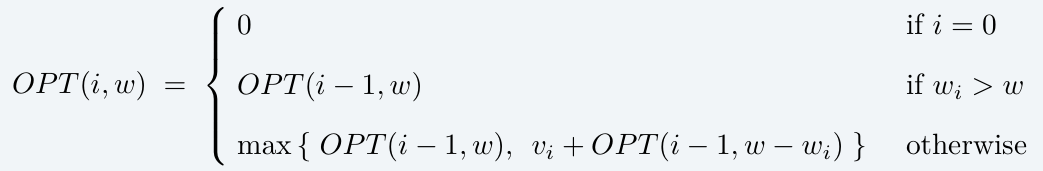 0 if i = 0
OPT(i, w) = { OPT(i − 1, w) if wᵢ > w
max { OPT(i − 1, w), vᵢ + OPT(i − 1, w − wᵢ) } otherwise